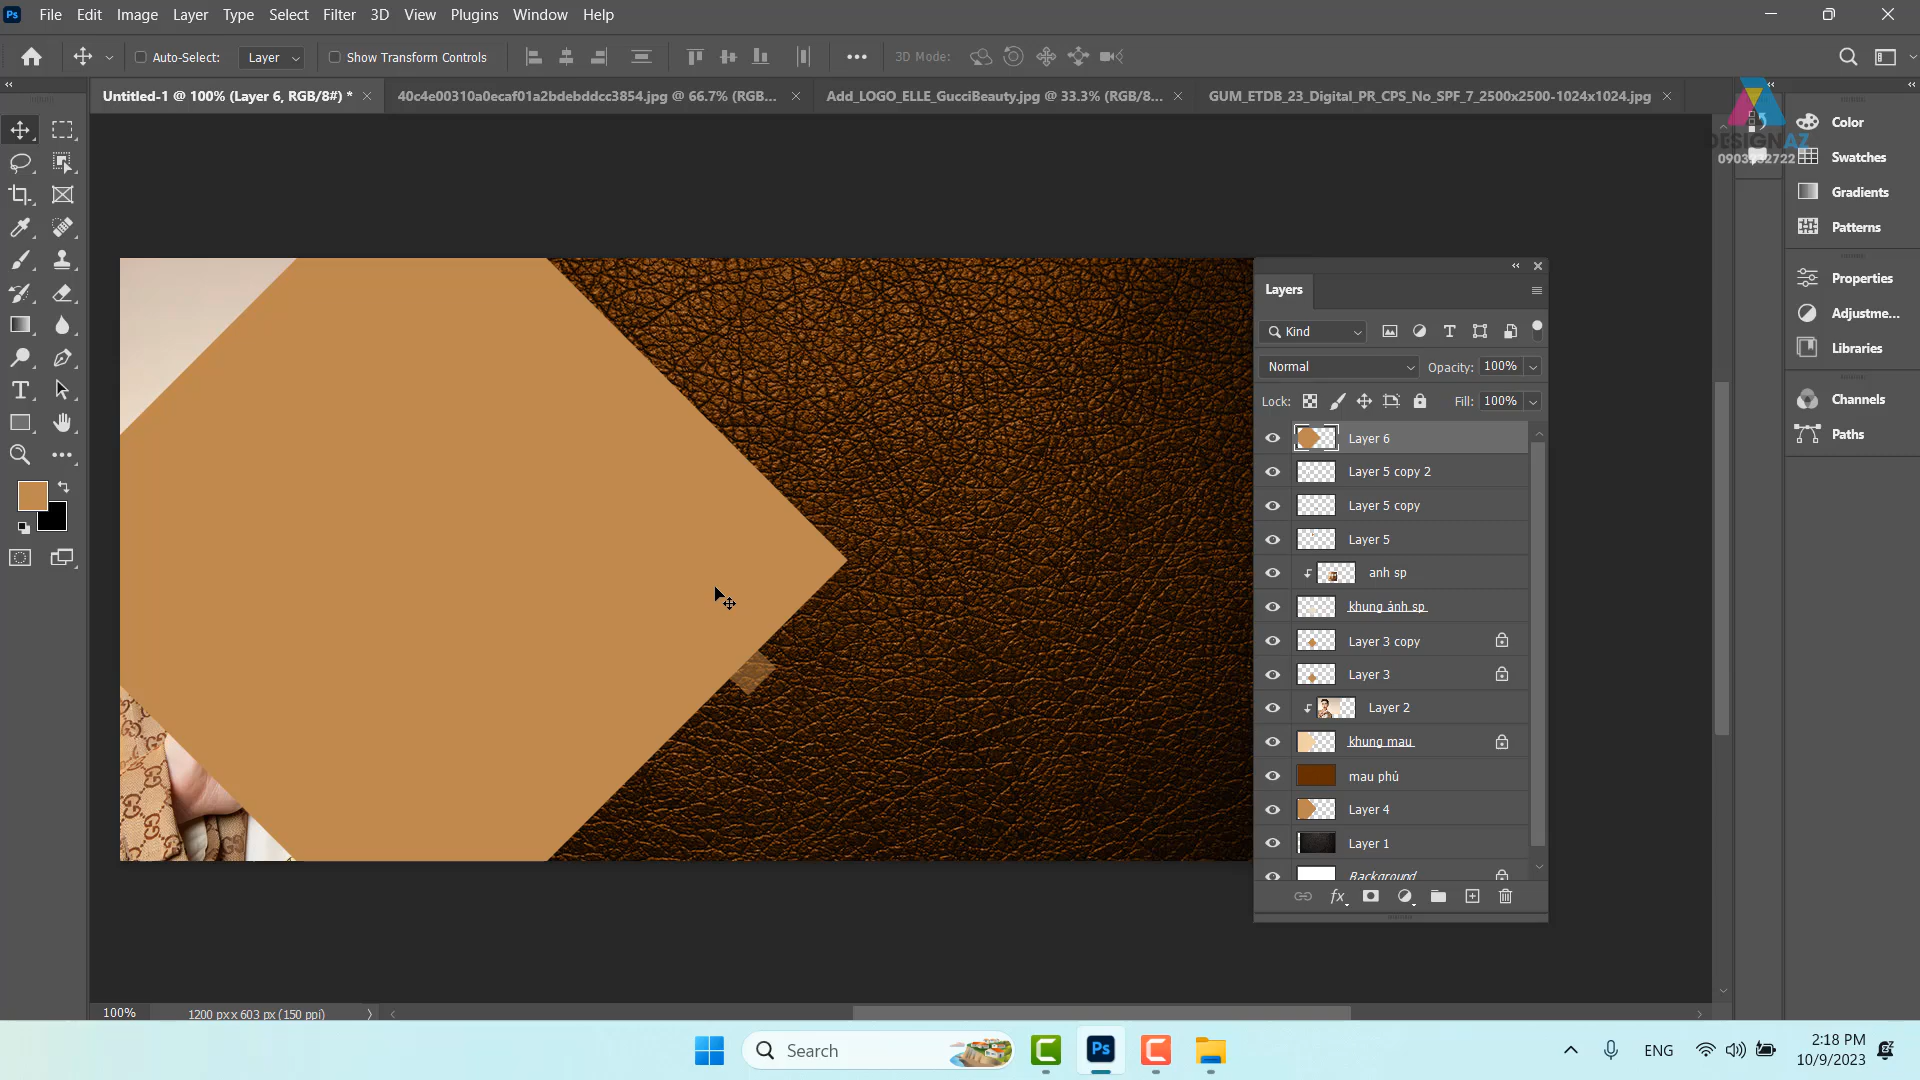 Ps File Edit Image Layer Type Select Filter 3D View Plugins Window Help
Auto-Select: Layer Show Transform Controls 3D Mode:
Untitled-1 @ 100% (Layer 6, RGB/8#) * 40c4e00310a0ecaf01a2bdebddcc3854.jpg @ 66.7% (RGB... Add_LOGO_ELLE_GucciBeauty.jpg @ 33.3% (RGB/8... GUM_ETDB_23_Digital_PR_CPS_No_SPF_7_2500x2500-1024x1024.jpg
DESIGNAZ
Color
Swatches
Gradients
Patterns
Properties
Adjustme...
Libraries
Channels
Paths
Layers
Kind
Normal Opacity: 100%
Lock: Fill: 100%
Layer 6
Layer 5 copy 2
Layer 5 copy
Layer 5
anh sp
khung ảnh sp
Layer 3 copy
Layer 3
Layer 2
khung mau
mau phủ
Layer 4
Layer 1
Background
100% 1200 px x 603 px (150 ppi)
Search
Ps
ENG
2:18 PM
10/9/2023